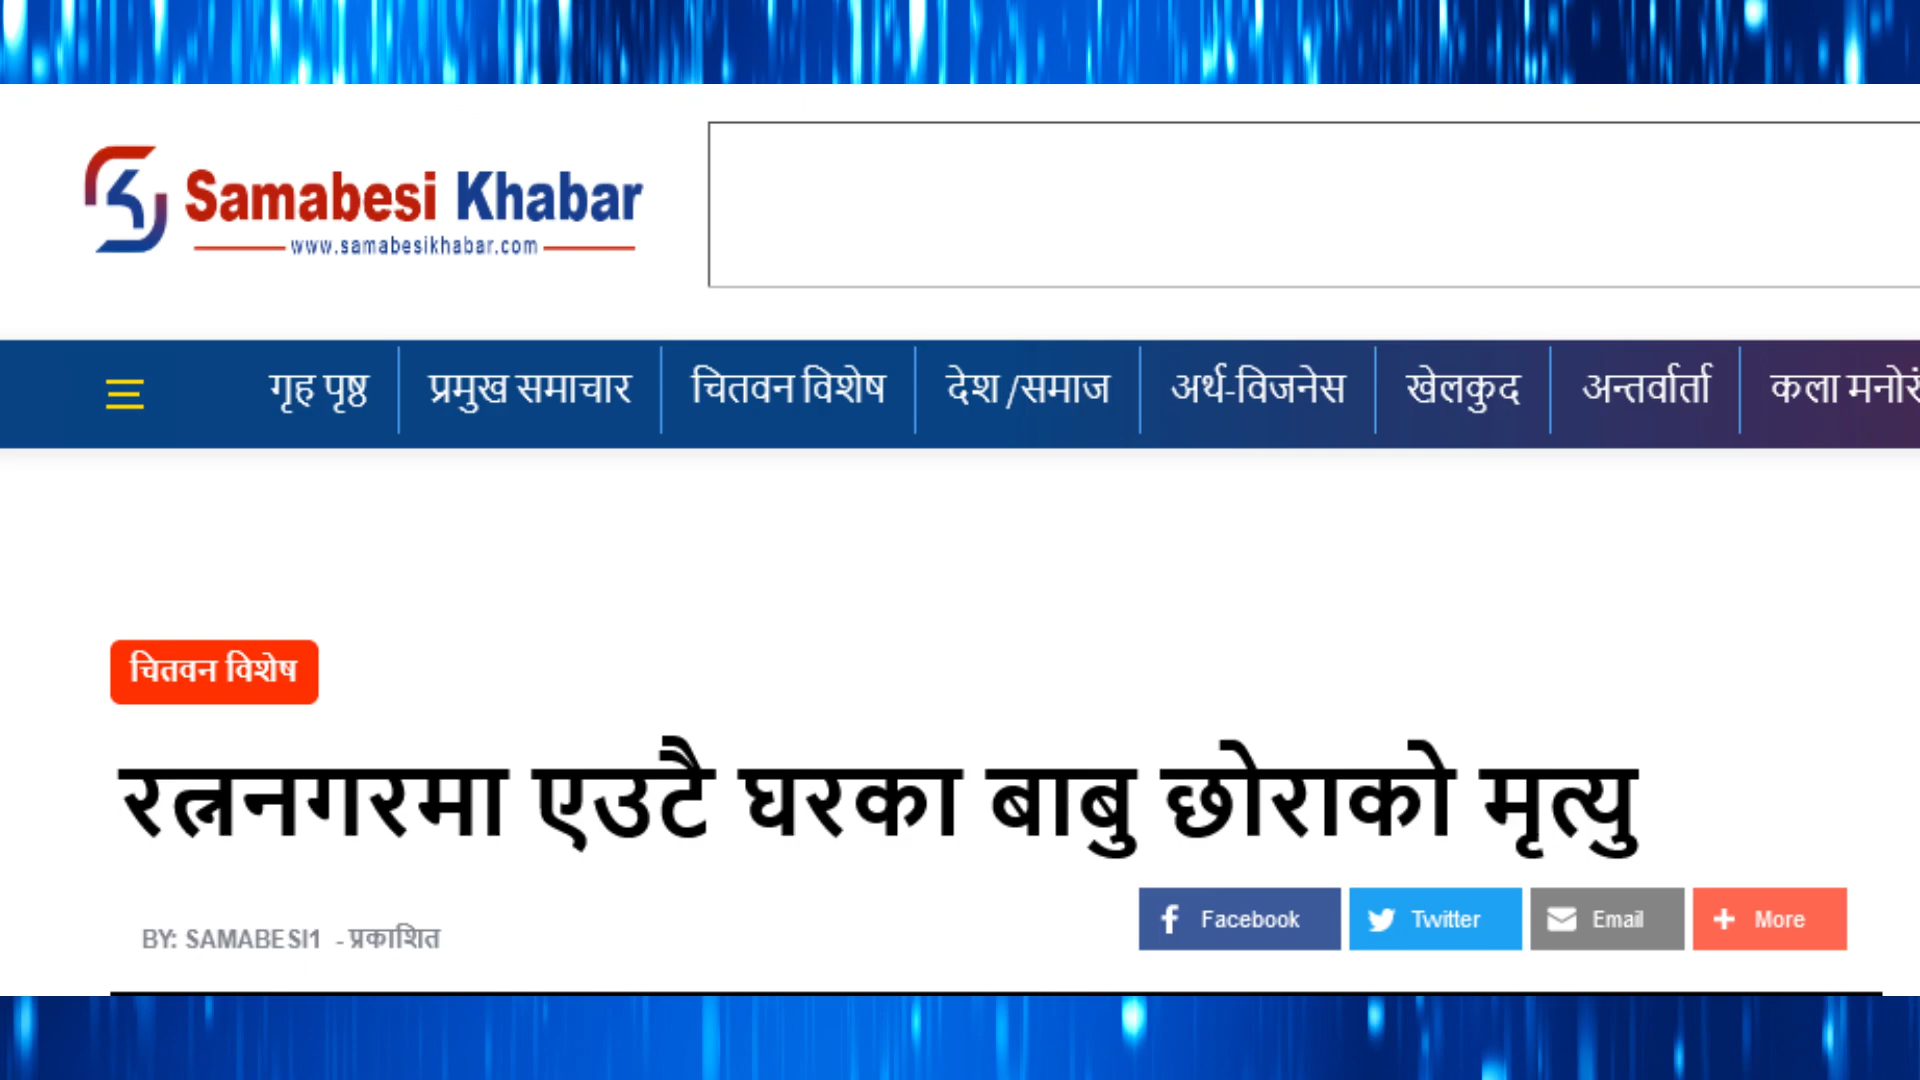 Samabesi Khabar
www.samabesikhabar.com
गृह पृष्ठ प्रमुख समाचार चितवन विशेष देश /समाज अर्थ-विजनेस खेलकुद अन्तर्वार्ता कला
चितवन विशेष
रत्ननगरमा एउटै घरका बाबु छोराको मृत्यु
Facebook Twitter Email More
BY: SAMABESI1 - प्रकाशित